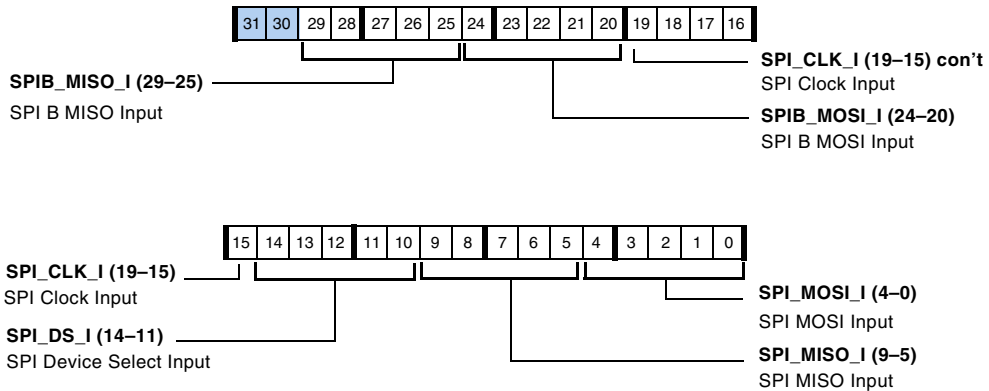 31 30 29 28 27 26 25 24 23 22 21 20 19 18 17 16
SPIB_MISO_I (29–25)
SPI B MISO Input
SPI_CLK_I (19–15) con’t
SPI Clock Input
SPIB_MOSI_I (24–20)
SPI B MOSI Input
15 14 13 12 11 10 9 8 7 6 5 4 3 2 1 0
SPI_CLK_I (19–15)
SPI Clock Input
SPI_DS_I (14–11)
SPI Device Select Input
SPI_MOSI_I (4–0)
SPI MOSI Input
SPI_MISO_I (9–5)
SPI MISO Input